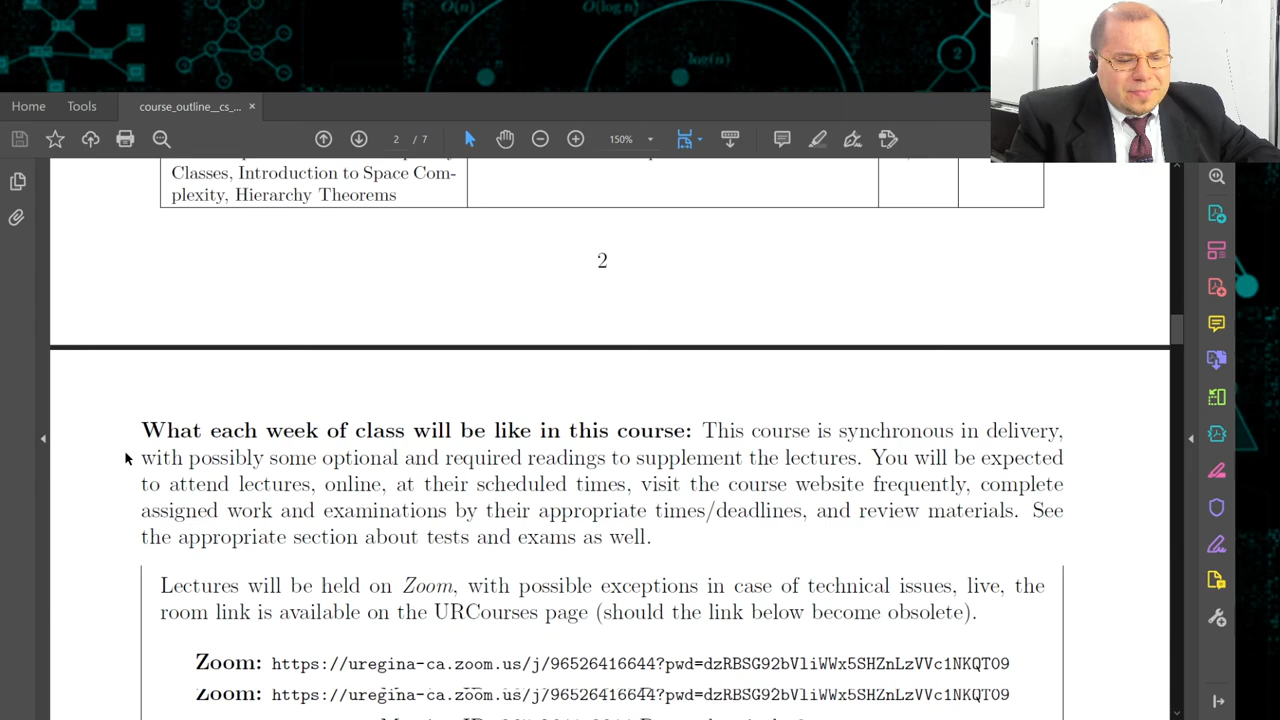 O(n)
O(log n)
log(n)
2
Home Tools course_outline__cs_... ×
2 / 7 150%
Classes, Introduction to Space Com-
plexity, Hierarchy Theorems
2
What each week of class will be like in this course: This course is synchronous in delivery,
with possibly some optional and required readings to supplement the lectures. You will be expected
to attend lectures, online, at their scheduled times, visit the course website frequently, complete
assigned work and examinations by their appropriate times/deadlines, and review materials. See
the appropriate section about tests and exams as well.
Lectures will be held on Zoom, with possible exceptions in case of technical issues, live, the
room link is available on the URCourses page (should the link below become obsolete).
Zoom: https://uregina-ca.zoom.us/j/96526416644?pwd=dzRBSG92bVliWWx5SHZnLzVVc1NKQT09
Zoom: https://uregina-ca.zoom.us/j/96526416644?pwd=dzRBSG92bVliWWx5SHZnLzVVc1NKQT09